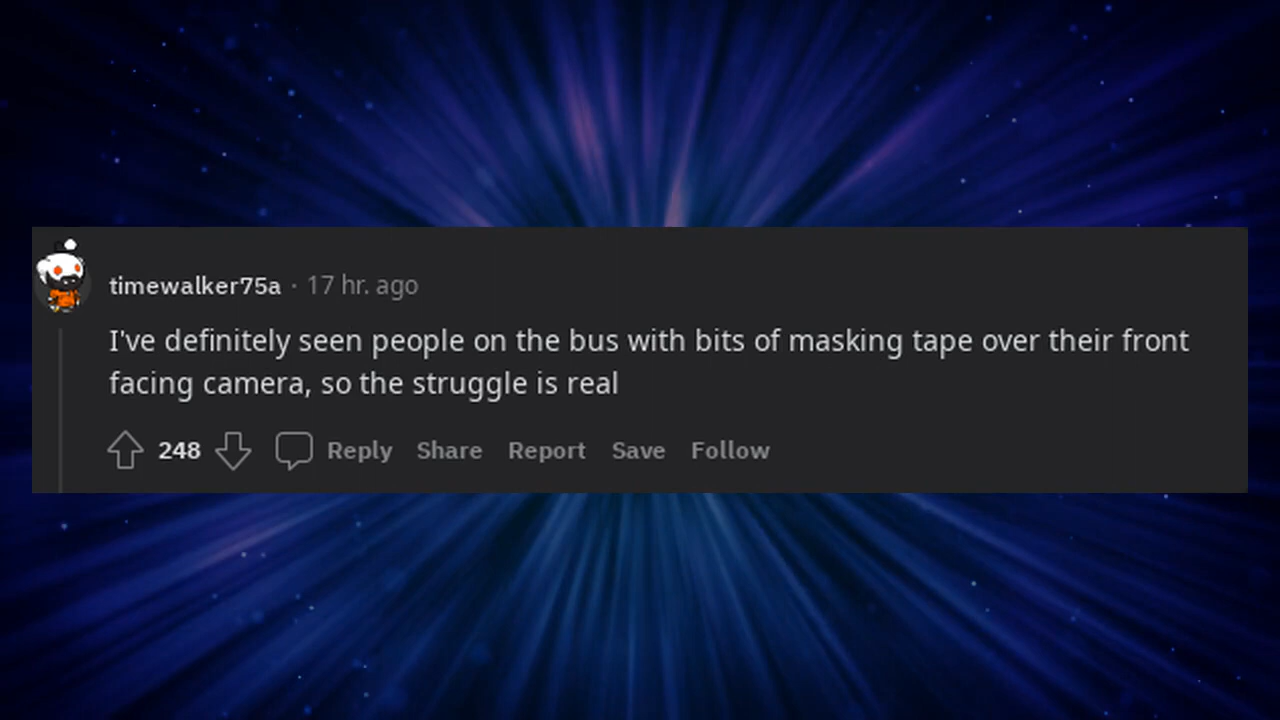 timewalker75a · 17 hr. ago
I've definitely seen people on the bus with bits of masking tape over their front
facing camera, so the struggle is real
248 Reply Share Report Save Follow